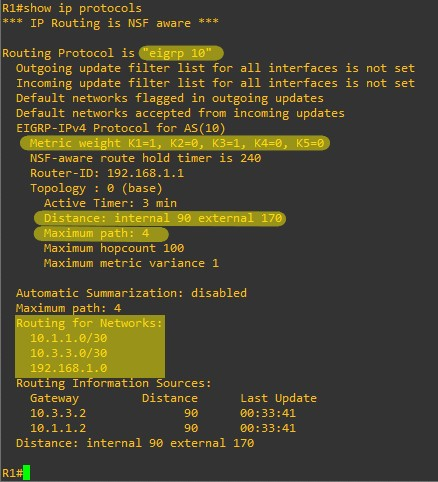 R1#show ip protocols
*** IP Routing is NSF aware ***
Routing Protocol is "eigrp 10"
Outgoing update filter list for all interfaces is not set
Incoming update filter list for all interfaces is not set
Default networks flagged in outgoing updates
Default networks accepted from incoming updates
EIGRP-IPv4 Protocol for AS(10)
Metric weight K1=1, K2=0, K3=1, K4=0, K5=0
NSF-aware route hold timer is 240
Router-ID: 192.168.1.1
Topology : 0 (base)
Active Timer: 3 min
Distance: internal 90 external 170
Maximum path: 4
Maximum hopcount 100
Maximum metric variance 1
Automatic Summarization: disabled
Maximum path: 4
Routing for Networks:
10.1.1.0/30
10.3.3.0/30
192.168.1.0
Routing Information Sources:
Gateway Distance Last Update
10.3.3.2 90 00:33:41
10.1.1.2 90 00:33:41
Distance: internal 90 external 170
R1#